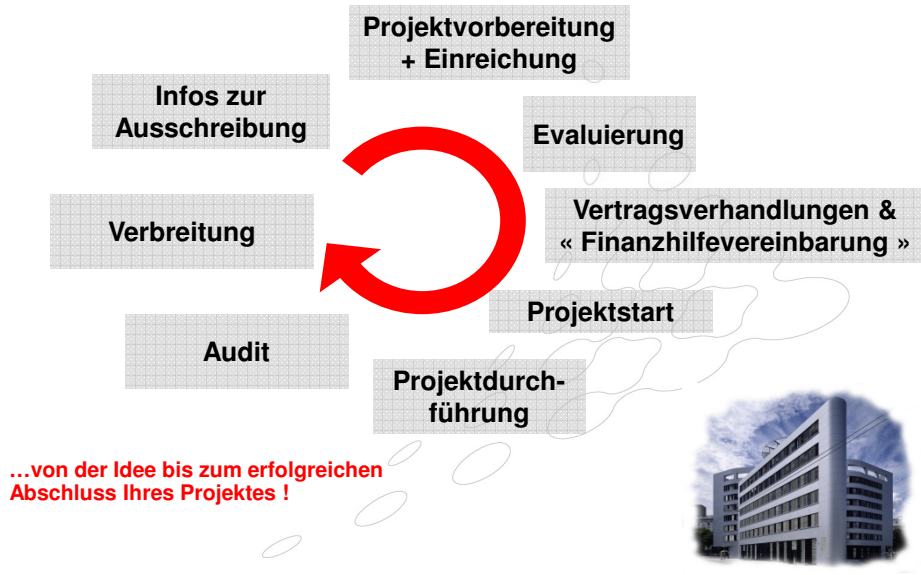 Projektvorbereitung
+ Einreichung
Infos zur
Ausschreibung
Evaluierung
Verbreitung
Vertragsverhandlungen &
« Finanzhilfevereinbarung »
Projektstart
Audit
Projektdurch-
führung
…von der Idee bis zum erfolgreichen
Abschluss Ihres Projektes !